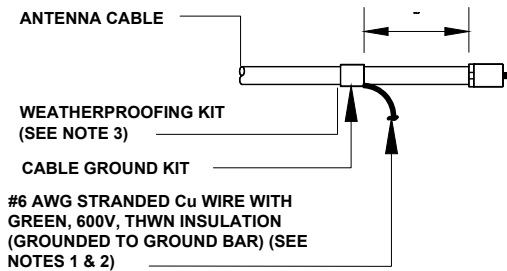 ANTENNA CABLE
WEATHERPROOFING KIT
(SEE NOTE 3)
CABLE GROUND KIT
#6 AWG STRANDED Cu WIRE WITH
GREEN, 600V, THWN INSULATION
(GROUNDED TO GROUND BAR) (SEE
NOTES 1 & 2)